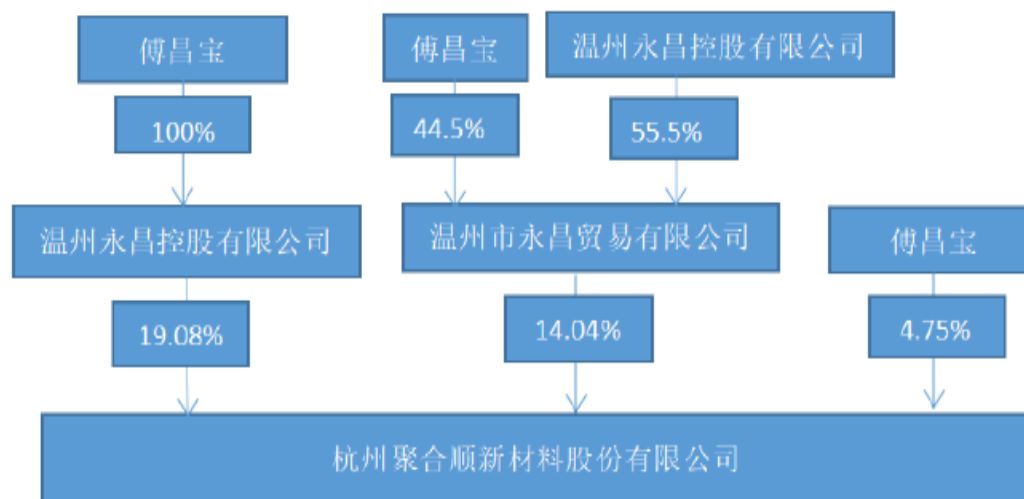 傅昌宝
傅昌宝
温州永昌控股有限公司
100%
44.5%
55.5%
温州永昌控股有限公司
温州市永昌贸易有限公司
傅昌宝
19.08%
14.04%
4.75%
杭州聚合顺新材料股份有限公司